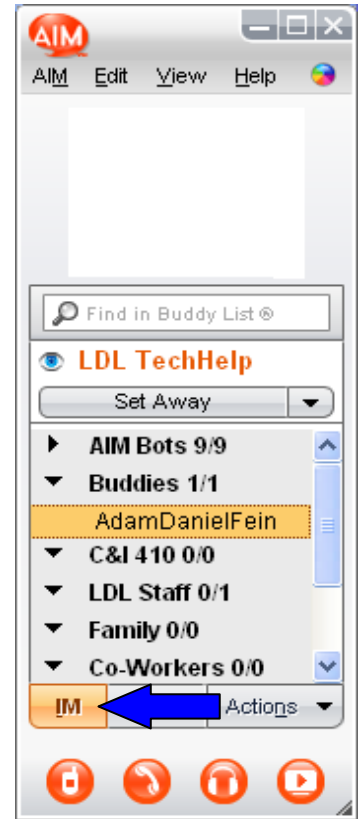 AIM
AIM Edit View Help
Find in Buddy List ®
LDL TechHelp
Set Away
AIM Bots 9/9
Buddies 1/1
AdamDanielFein
C&I 410 0/0
LDL Staff 0/1
Family 0/0
Co-Workers 0/0
IM Actions